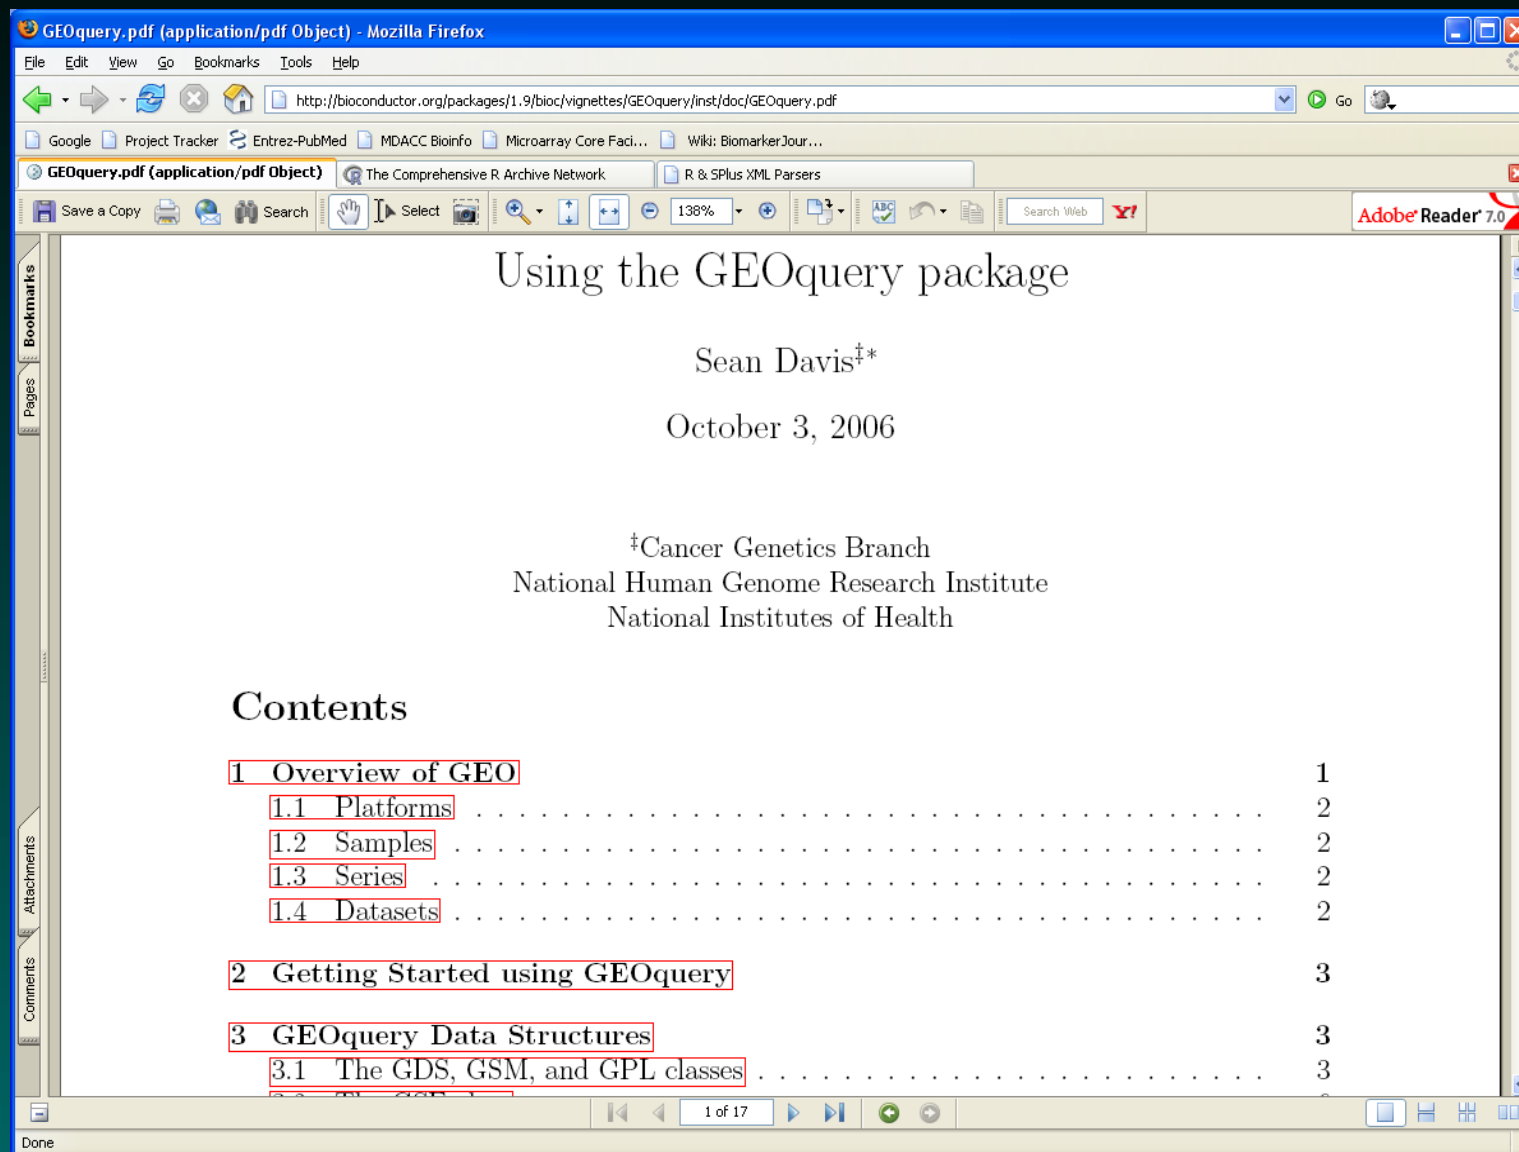 GEOquery.pdf (application/pdf Object) - Mozilla Firefox
File Edit View Go Bookmarks Tools Help
http://bioconductor.org/packages/1.9/bioc/vignettes/GEOquery/inst/doc/GEOquery.pdf Go
Google Project Tracker Entrez-PubMed MDACC Bioinfo Microarray Core Faci... Wiki: BiomarkerJour...
GEOquery.pdf (application/pdf Object) The Comprehensive R Archive Network R & SPlus XML Parsers
Save a Copy Search Select 138% ABC Search Web Y! Adobe Reader 7.0
Bookmarks
Pages
Attachments
Comments
Using the GEOquery package
Sean Davis‡*
October 3, 2006
‡Cancer Genetics Branch
National Human Genome Research Institute
National Institutes of Health
Contents
1 Overview of GEO 1
1.1 Platforms . . . . . . . . . . . . . . . . . . . . . . . . . . . . . . . . . . . . . 2
1.2 Samples . . . . . . . . . . . . . . . . . . . . . . . . . . . . . . . . . . . . . . 2
1.3 Series . . . . . . . . . . . . . . . . . . . . . . . . . . . . . . . . . . . . . . . 2
1.4 Datasets . . . . . . . . . . . . . . . . . . . . . . . . . . . . . . . . . . . . . . 2
2 Getting Started using GEOquery 3
3 GEOquery Data Structures 3
3.1 The GDS, GSM, and GPL classes . . . . . . . . . . . . . . . . . . . . . . . . 3
1 of 17
Done